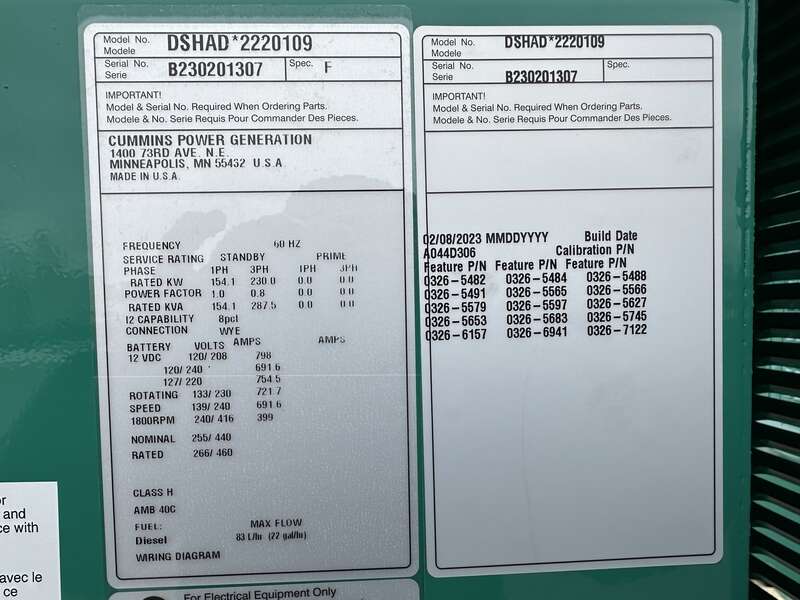 Model No.
Modele
DSHAD*2220109
Serial No.
Serie
B230201307
Spec. F
IMPORTANT!
Model & Serial No. Required When Ordering Parts.
Modele & No. Serie Requis Pour Commander Des Pieces.
CUMMINS POWER GENERATION
1400 73RD AVE. N.E.
MINNEAPOLIS, MN 55432 U.S.A
MADE IN U.S.A.
FREQUENCY 60 HZ
SERVICE RATING STANDBY PRIME
PHASE 1PH 3PH 1PH 3PH
RATED KW 154.1 230.0 0.0 0.0
POWER FACTOR 1.0 0.8 0.0 0.0
RATED KVA 154.1 287.5 0.0 0.0
I2 CAPABILITY 8pct
CONNECTION WYE
BATTERY VOLTS AMPS AMPS
12 VDC 120/ 208 798
120/ 240 691.6
127/ 220 754.5
ROTATING 133/ 230 721.7
SPEED 139/ 240 691.6
1800RPM 240/ 416 399
NOMINAL 255/ 440
RATED 266/ 460
CLASS H
AMB 40C
FUEL: MAX FLOW
Diesel 83 L/Hr (22 gal/hr)
WIRING DIAGRAM
For Electrical Equipment Only
Model No.
Modele
DSHAD*2220109
Serial No.
Serie
B230201307
Spec.
IMPORTANT!
Model & Serial No. Required When Ordering Parts.
Modele & No. Serie Requis Pour Commander Des Pieces.
02/08/2023 MMDDYYYY Build Date
A044D306 Calibration P/N
Feature P/N Feature P/N Feature P/N
0326-5482 0326-5484 0326-5488
0326-5491 0326-5565 0326-5566
0326-5579 0326-5597 0326-5627
0326-5653 0326-5683 0326-5745
0326-6157 0326-6941 0326-7122
or
and
ce with
avec le
ce